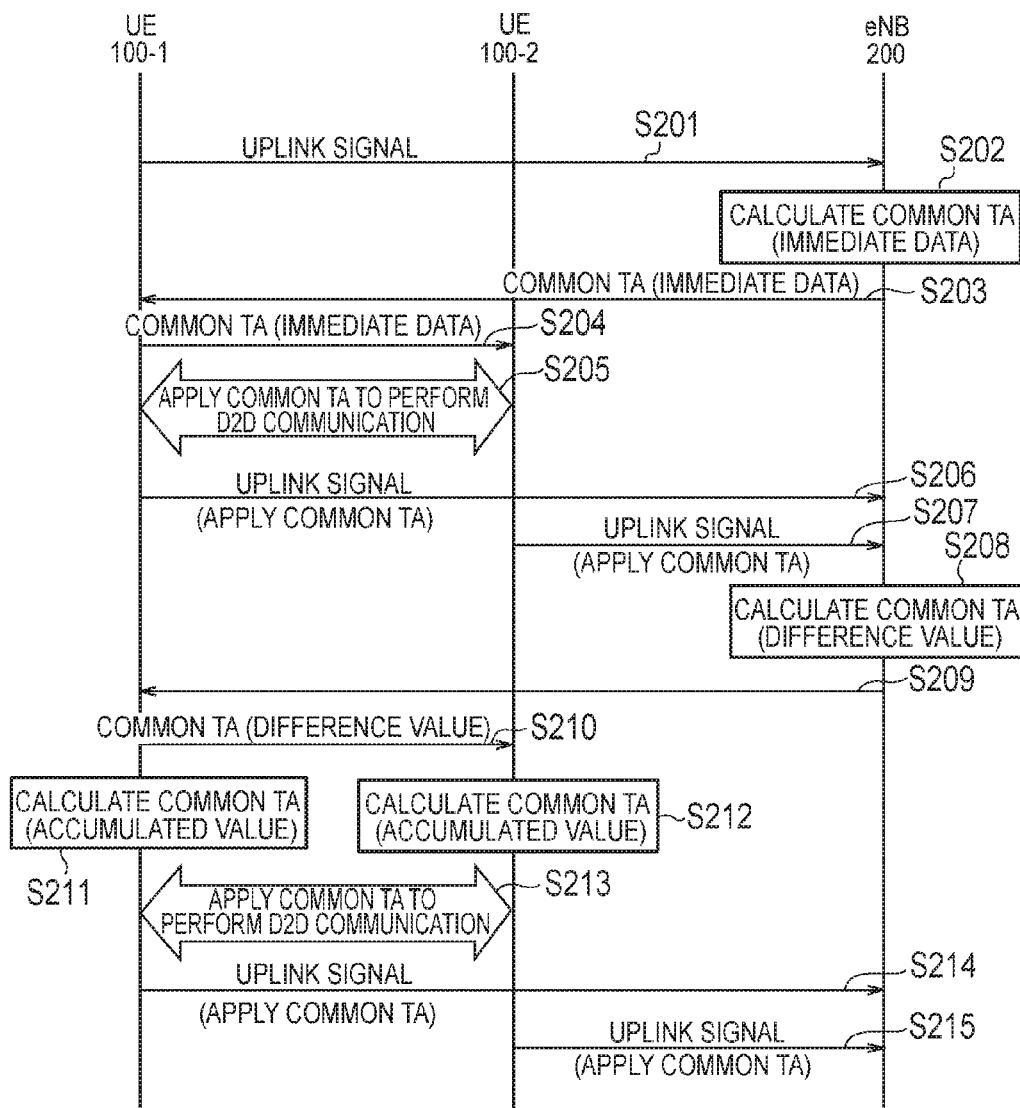 UE
100-1
UE
100-2
eNB
200
UPLINK SIGNAL
S201
S202
CALCULATE COMMON TA
(IMMEDIATE DATA)
COMMON TA (IMMEDIATE DATA)
S203
COMMON TA (IMMEDIATE DATA)
S204
S205
APPLY COMMON TA TO PERFORM
D2D COMMUNICATION
UPLINK SIGNAL
(APPLY COMMON TA)
S206
UPLINK SIGNAL
(APPLY COMMON TA)
S207
S208
CALCULATE COMMON TA
(DIFFERENCE VALUE)
S209
COMMON TA (DIFFERENCE VALUE)
S210
CALCULATE COMMON TA
(ACCUMULATED VALUE)
S211
CALCULATE COMMON TA
(ACCUMULATED VALUE)
S212
S213
APPLY COMMON TA TO
PERFORM D2D COMMUNICATION
UPLINK SIGNAL
(APPLY COMMON TA)
S214
UPLINK SIGNAL
(APPLY COMMON TA)
S215